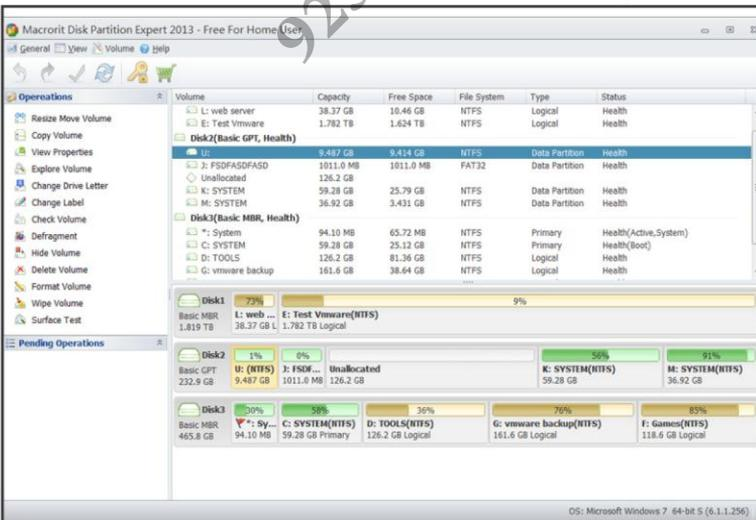 925
Macrorit Disk Partition Expert 2013 - Free For Home User
General View Volume Help
Opereations
Resize Move Volume
Copy Volume
View Properties
Explore Volume
Change Drive Letter
Change Label
Check Volume
Defragment
Hide Volume
Delete Volume
Format Volume
Wipe Volume
Surface Test
Pending Operations
Volume Capacity Free Space File System Type Status
L: web server 38.37 GB 10.46 GB NTFS Logical Health
E: Test Vmware 1.782 TB 1.624 TB NTFS Logical Health
Disk2(Basic GPT, Health)
U: 9.487 GB 9.414 GB NTFS Data Partition Health
J: FSDFASDFASD 1011.0 MB 1011.0 MB FAT32 Data Partition Health
Unallocated 126.2 GB
K: SYSTEM 59.28 GB 25.79 GB NTFS Data Partition Health
M: SYSTEM 36.92 GB 3.431 GB NTFS Data Partition Health
Disk3(Basic MBR, Health)
*: System 94.10 MB 65.72 MB NTFS Primary Health(Active,System)
C: SYSTEM 59.28 GB 25.12 GB NTFS Primary Health(Boot)
D: TOOLS 126.2 GB 81.36 GB NTFS Logical Health
G: vmware backup 161.6 GB 38.64 GB NTFS Logical Health
Disk1 73% 9%
Basic MBR L: web ... E: Test Vmware(NTFS)
1.819 TB 38.37 GB L 1.782 TB Logical
Disk2 1% 0% 56% 91%
Basic GPT U: (NTFS) J: FSDF... Unallocated K: SYSTEM(NTFS) M: SYSTEM(NTFS)
232.9 GB 9.487 GB 1011.0 MB 126.2 GB 59.28 GB 36.92 GB
Disk3 30% 58% 36% 76% 85%
Basic MBR *: Sy... C: SYSTEM(NTFS) D: TOOLS(NTFS) G: vmware backup(NTFS) F: Games(NTFS)
465.8 GB 94.10 MB 59.28 GB Primary 126.2 GB Logical 161.6 GB Logical 118.6 GB Logical
OS: Microsoft Windows 7 64-bit S (6.1.1.256)